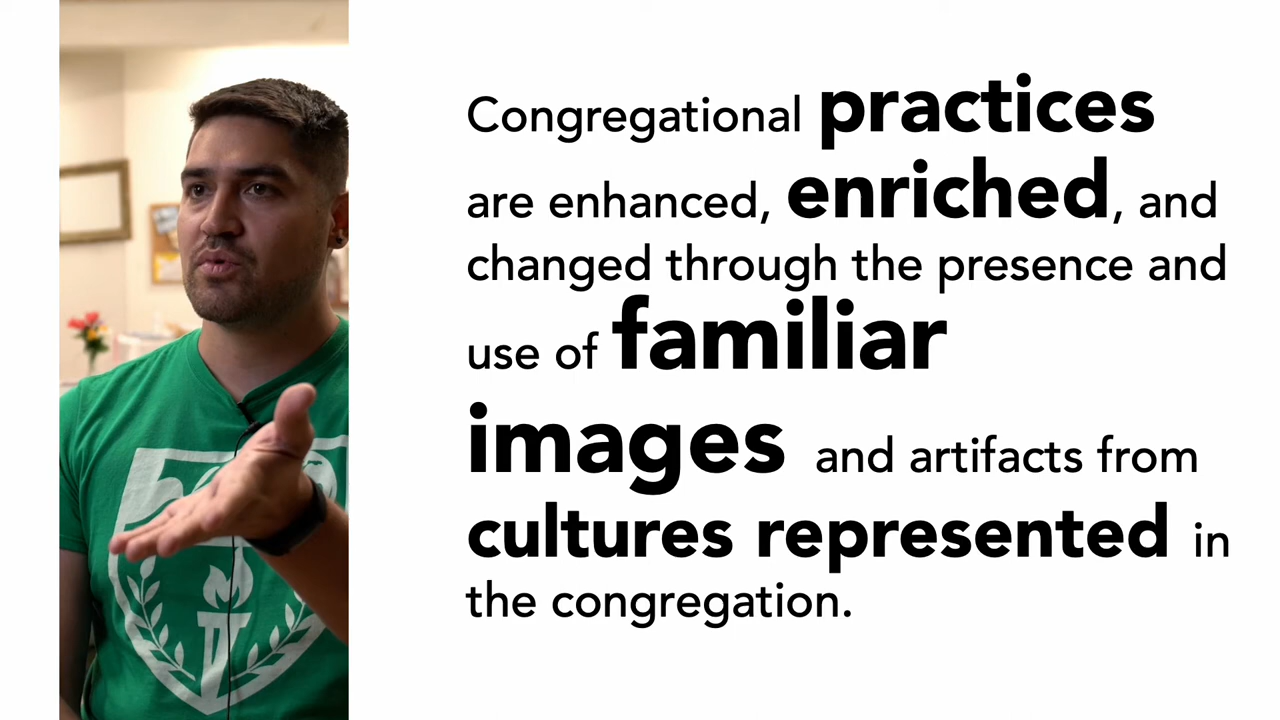 Congregational practices
are enhanced, enriched, and
changed through the presence and
use of familiar
images and artifacts from
cultures represented in
the congregation.